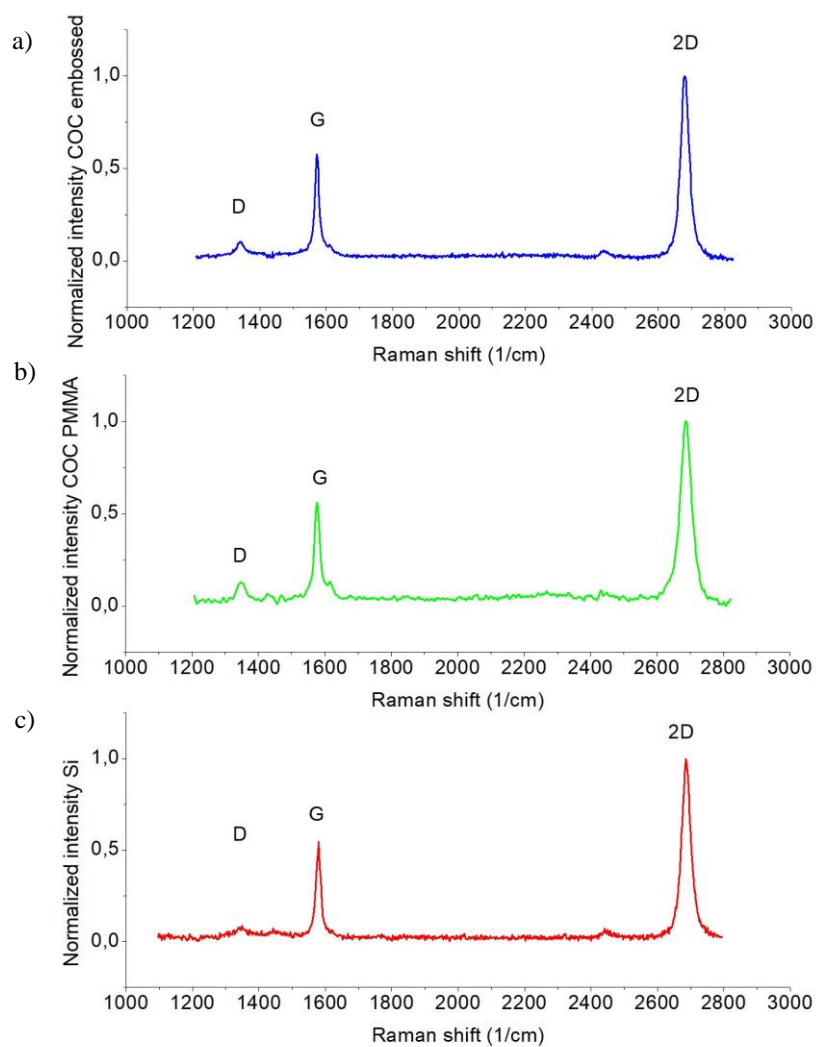 a)
Normalized intensity COC embossed
1,0
0,5
0,0
D
G
2D
1000 1200 1400 1600 1800 2000 2200 2400 2600 2800 3000
Raman shift (1/cm)
b)
Normalized intensity COC PMMA
1,0
0,5
0,0
D
G
2D
1000 1200 1400 1600 1800 2000 2200 2400 2600 2800 3000
Raman shift (1/cm)
c)
Normalized intensity Si
1,0
0,5
0,0
D
G
2D
1000 1200 1400 1600 1800 2000 2200 2400 2600 2800 3000
Raman shift (1/cm)